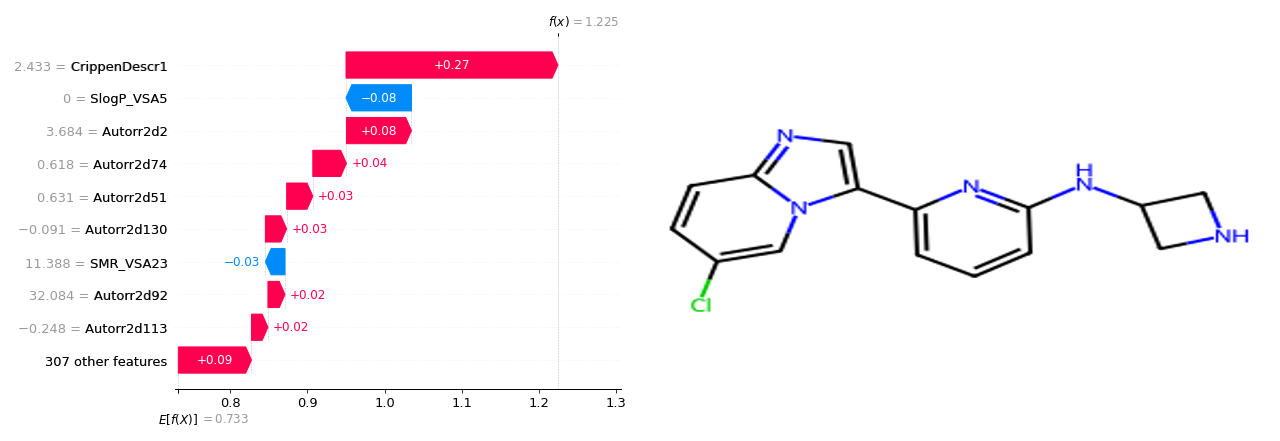 f(x) = 1.225
2.433 = CrippenDescr1
+0.27
0 = SlogP_VSA5
−0.08
3.684 = Autorr2d2
+0.08
0.618 = Autorr2d74
+0.04
0.631 = Autorr2d51
+0.03
−0.091 = Autorr2d130
+0.03
11.388 = SMR_VSA23
−0.03
32.084 = Autorr2d92
+0.02
−0.248 = Autorr2d113
+0.02
307 other features
+0.09
0.8 0.9 1.0 1.1 1.2 1.3
E[f(X)] = 0.733
N
N
Cl
N
H
N
NH